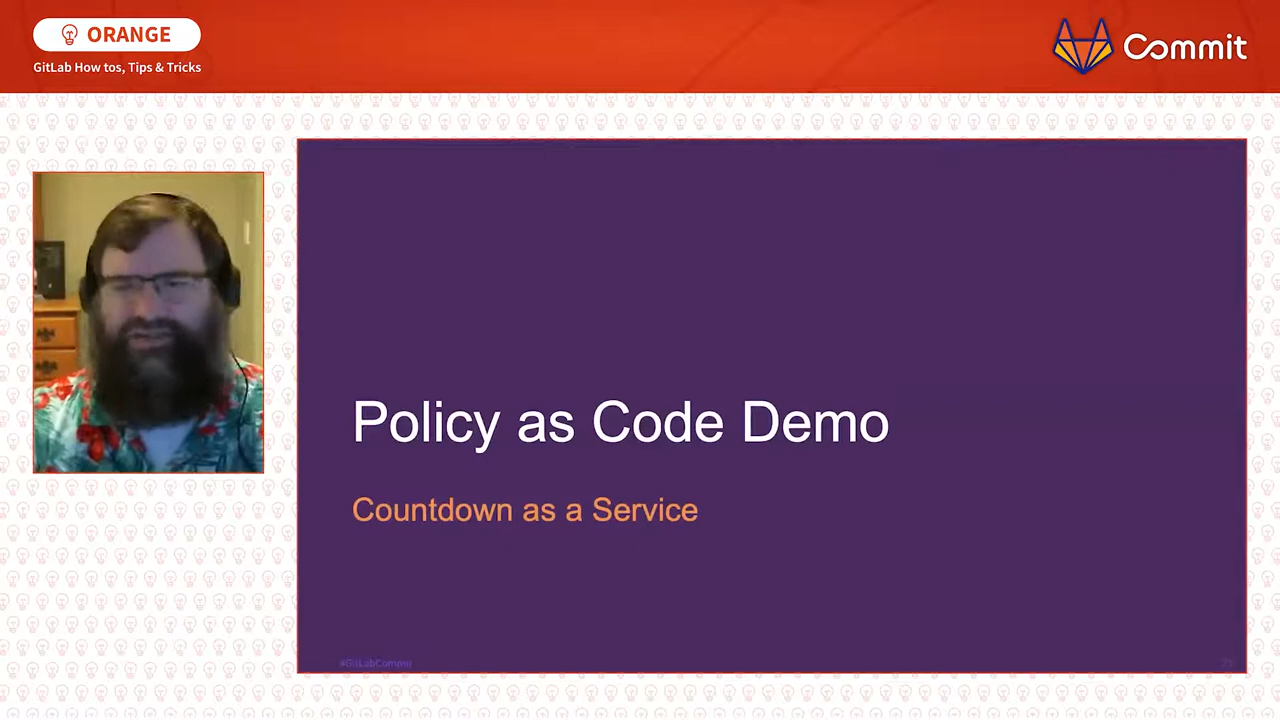 ORANGE
GitLab How tos, Tips & Tricks
Commit
Policy as Code Demo
Countdown as a Service
#GitLabCommit